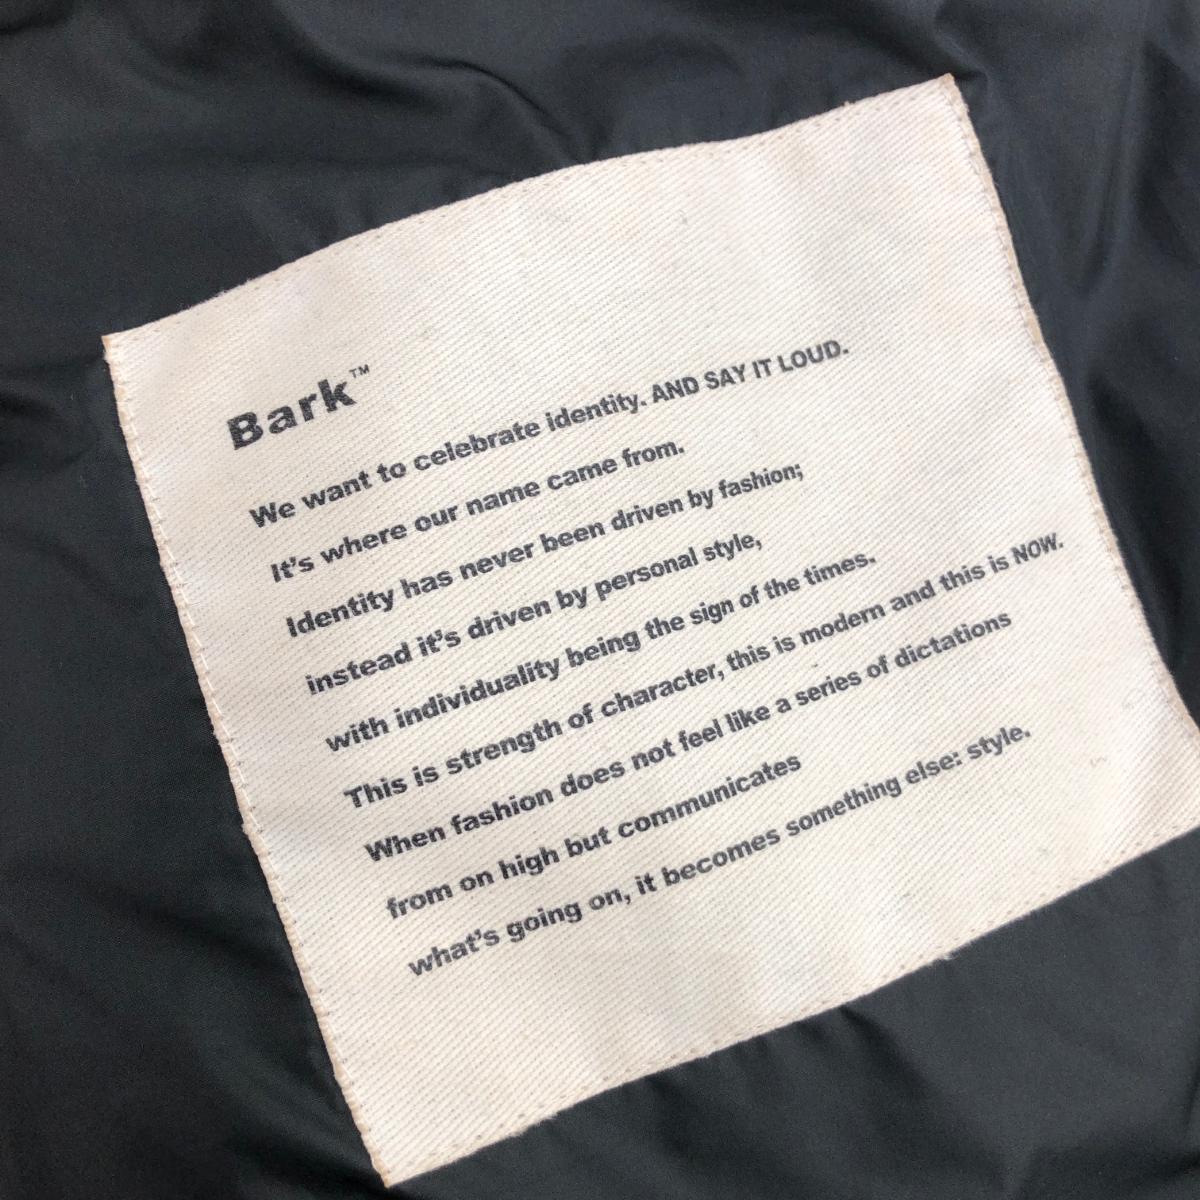 Bark™
We want to celebrate identity. AND SAY IT LOUD.
It's where our name came from.
Identity has never been driven by fashion;
instead it's driven by personal style,
with individuality being the sign of the times.
This is strength of character, this is modern and this is NOW.
When fashion does not feel like a series of dictations
from on high but communicates
what's going on, it becomes something else: style.